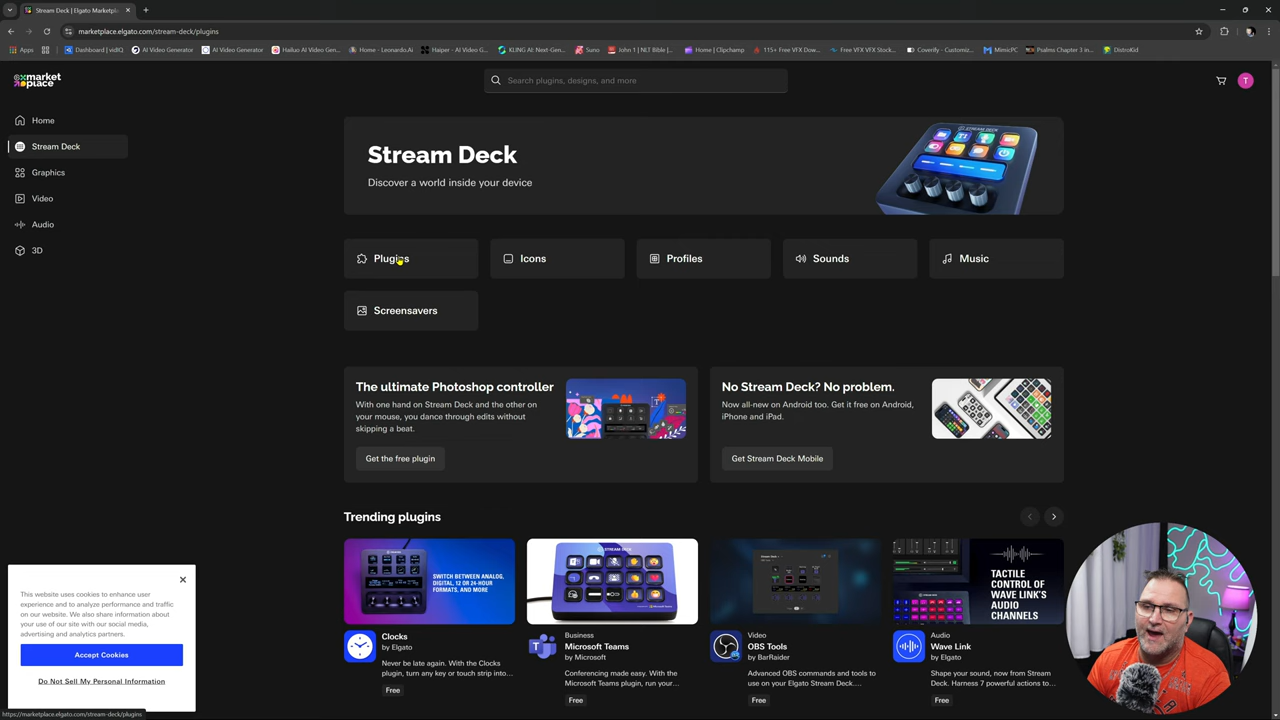 Stream Deck | Elgato Marketpla
marketplace.elgato.com/stream-deck/plugins
Apps
Dashboard | vidIQ
AI Video Generator
AI Video Generator
Hailuo AI Video Gen...
Home - Leonardo.Ai
Haiper - AI Video G...
KLING AI: Next-Gen...
Suno
John 1 | NLT Bible |...
Home | Clipchamp
115+ Free VFX Dow...
Free VFX VFX Stock...
Coverify - Customiz...
MimicPC
Psalms Chapter 3 in...
DistroKid
market
place
Search plugins, designs, and more
T
Home
Stream Deck
Graphics
Video
Audio
3D
Stream Deck
Discover a world inside your device
Plugins
Icons
Profiles
Sounds
Music
Screensavers
The ultimate Photoshop controller
With one hand on Stream Deck and the other on
your mouse, you dance through edits without
skipping a beat.
Get the free plugin
No Stream Deck? No problem.
Now all-new on Android too. Get it free on Android,
iPhone and iPad.
Get Stream Deck Mobile
Trending plugins
SWITCH BETWEEN ANALOG,
DIGITAL, 12 OR 24-HOUR
FORMATS, AND MORE
Clocks
by Elgato
Never be late again. With the Clocks
plugin, turn any key or touch strip into...
Free
STREAM DECK
Business
Microsoft Teams
by Microsoft
Conferencing made easy. With the
Microsoft Teams plugin, run your...
Free
Video
OBS Tools
by BarRaider
Advanced OBS commands and tools to
use on your Elgato Stream Deck....
Free
TACTILE
CONTROL OF
WAVE LINK'S
AUDIO
CHANNELS
Audio
Wave Link
by Elgato
Shape your sound, now from Stream
Deck. Harness 7 powerful actions to...
Free
This website uses cookies to enhance user
experience and to analyze performance and traffic
on our website. We also share information about
your use of our site with our social media,
advertising and analytics partners.
Accept Cookies
Do Not Sell My Personal Information
https://marketplace.elgato.com/stream-deck/plugins